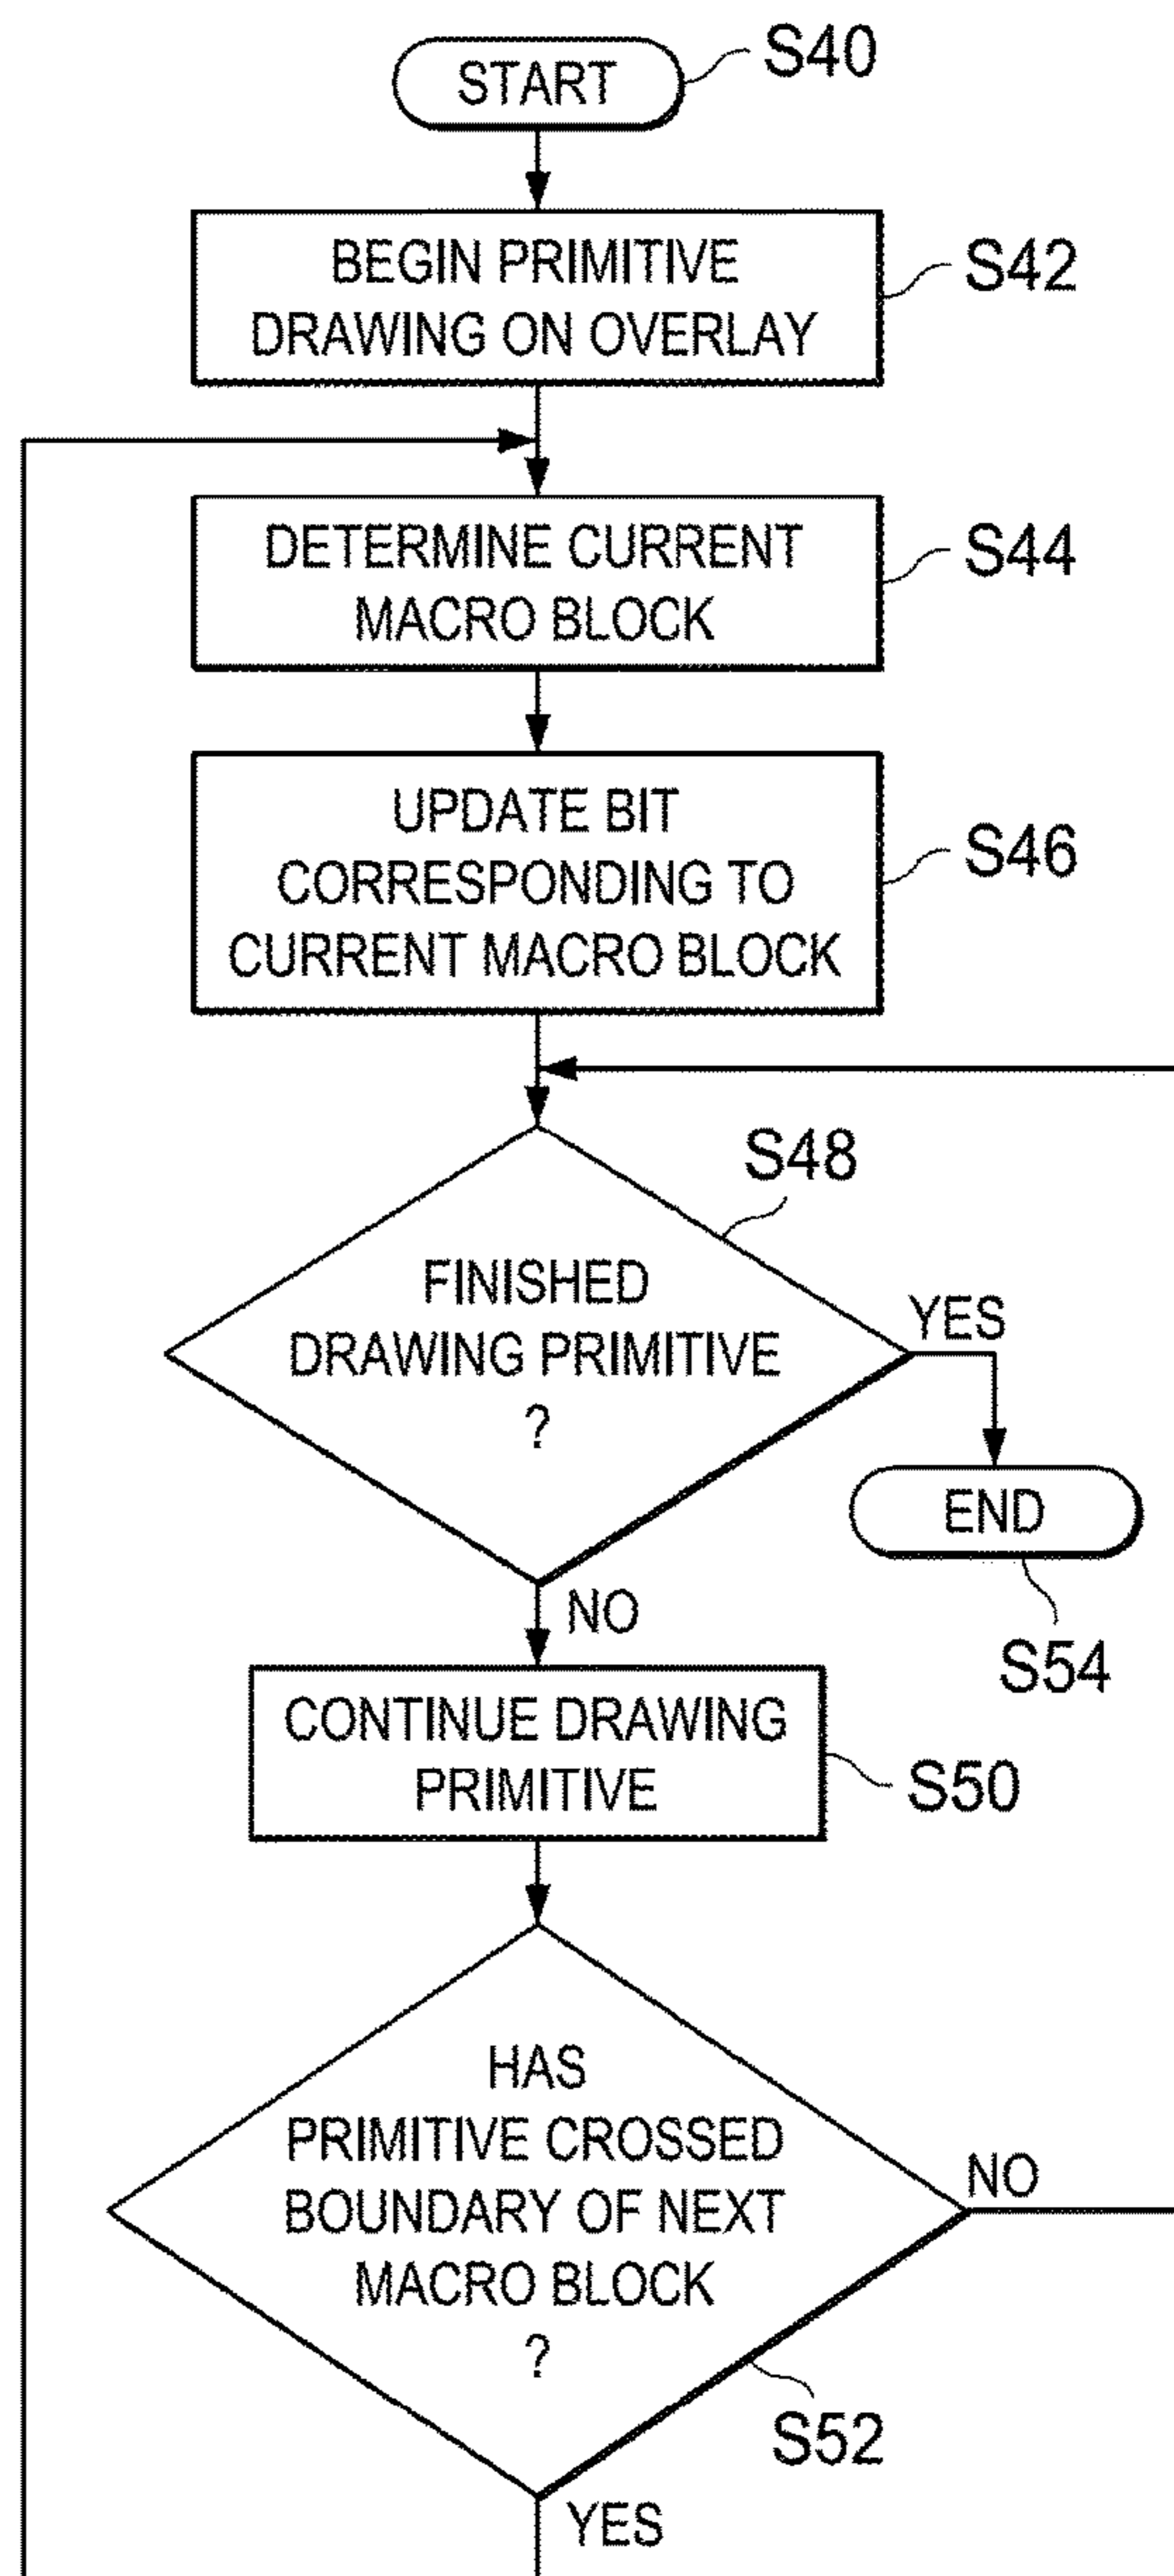 START
S40
BEGIN PRIMITIVE
DRAWING ON OVERLAY
S42
DETERMINE CURRENT
MACRO BLOCK
S44
UPDATE BIT
CORRESPONDING TO
CURRENT MACRO BLOCK
S46
S48
FINISHED
DRAWING PRIMITIVE
?
YES
END
S54
NO
CONTINUE DRAWING
PRIMITIVE
S50
HAS
PRIMITIVE CROSSED
BOUNDARY OF NEXT
MACRO BLOCK
?
NO
S52
YES